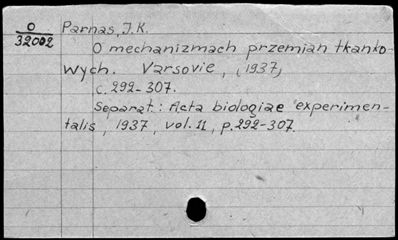 0
32002
Parnas, J.K.
O mechanizmach przemian tkanko-
wych. Varsovie, (1937)
c. 292-307.
Separat.: Acta biologiae experimen-
talis, 1937, vol. 11, p. 292-307.